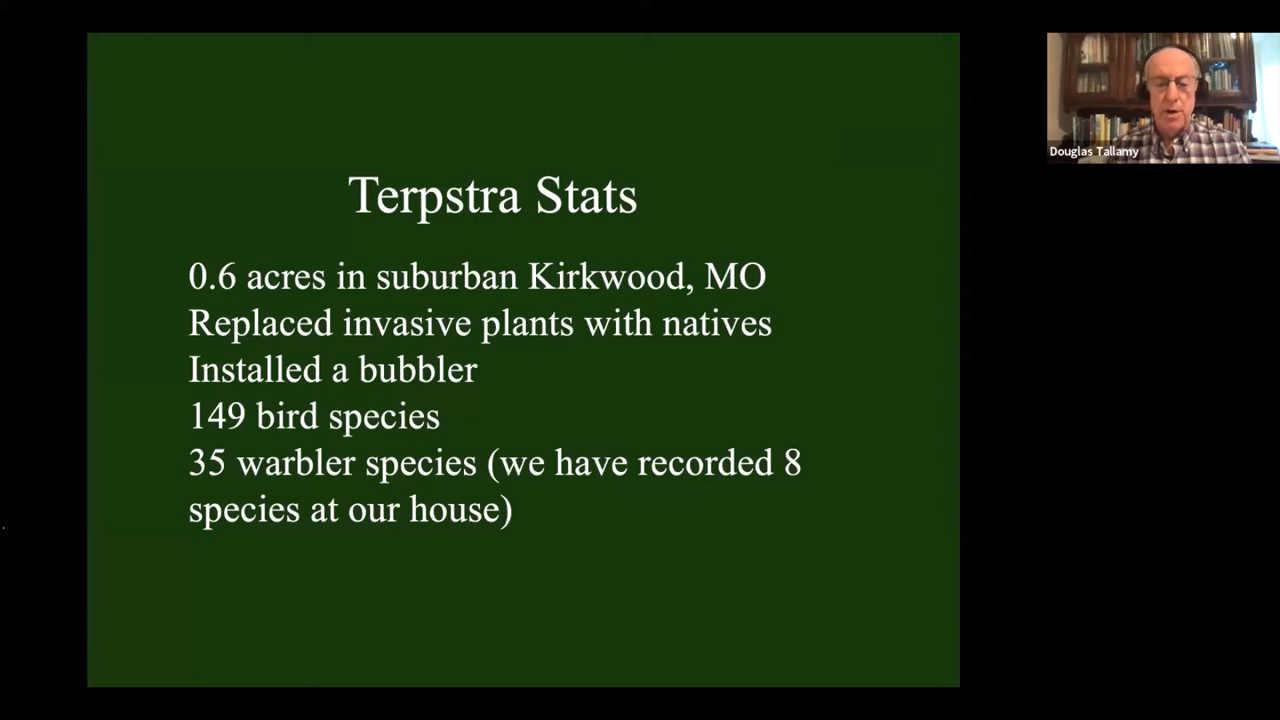 Terpstra Stats
0.6 acres in suburban Kirkwood, MO
Replaced invasive plants with natives
Installed a bubbler
149 bird species
35 warbler species (we have recorded 8
species at our house)
Douglas Tallamy